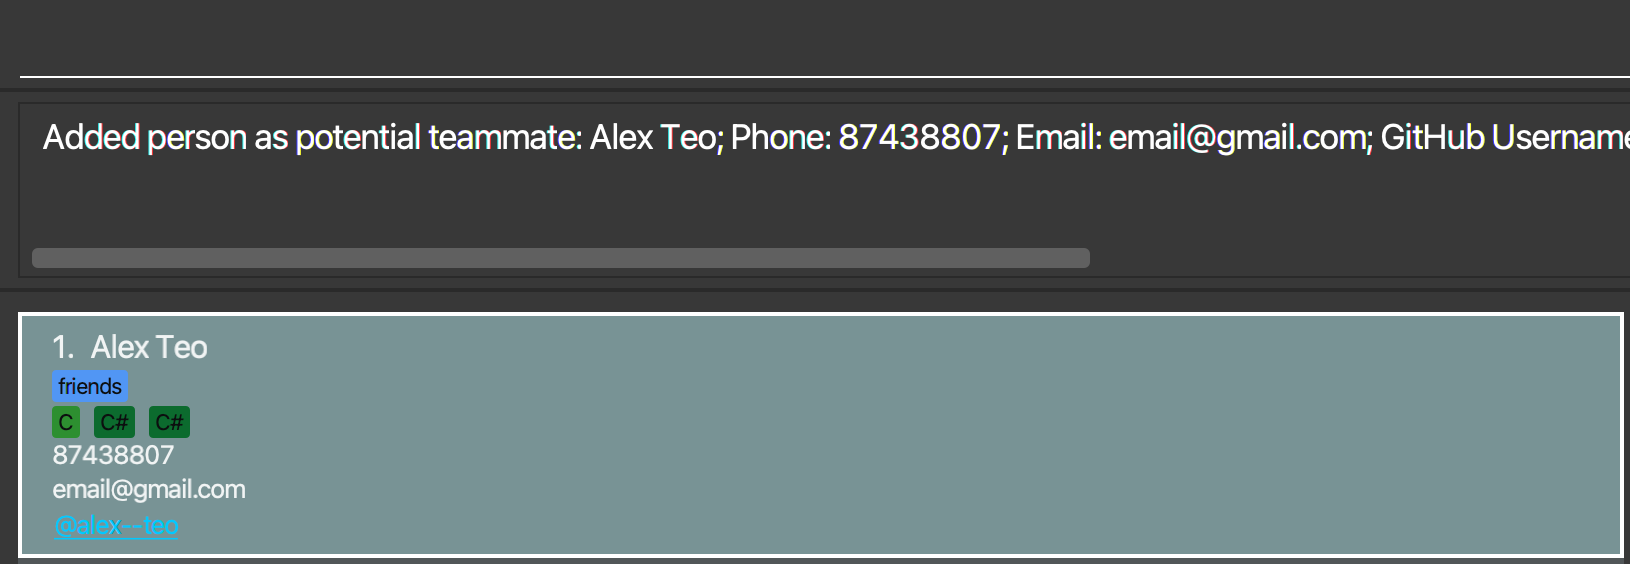 Added person as potential teammate: Alex Teo; Phone: 87438807; Email: email@gmail.com; GitHub Username
1. Alex Teo
friends
C C# C#
87438807
email@gmail.com
@alex--teo